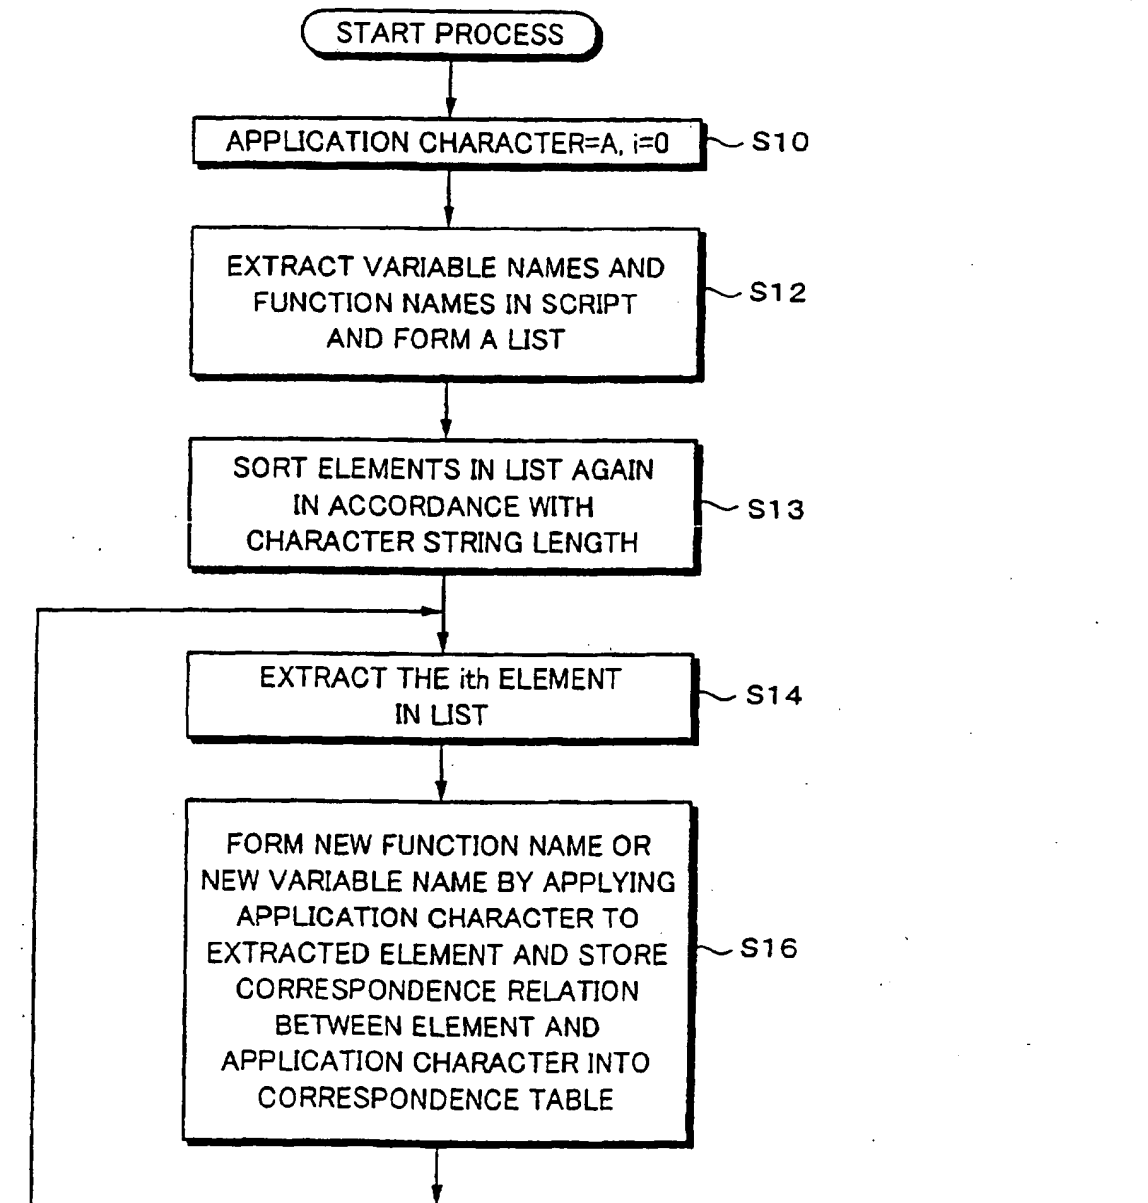 START PROCESS
APPLICATION CHARACTER=A, i=0
S10
EXTRACT VARIABLE NAMES AND
FUNCTION NAMES IN SCRIPT
AND FORM A LIST
S12
SORT ELEMENTS IN LIST AGAIN
IN ACCORDANCE WITH
CHARACTER STRING LENGTH
S13
EXTRACT THE ith ELEMENT
IN LIST
S14
FORM NEW FUNCTION NAME OR
NEW VARIABLE NAME BY APPLYING
APPLICATION CHARACTER TO
EXTRACTED ELEMENT AND STORE
CORRESPONDENCE RELATION
BETWEEN ELEMENT AND
APPLICATION CHARACTER INTO
CORRESPONDENCE TABLE
S16